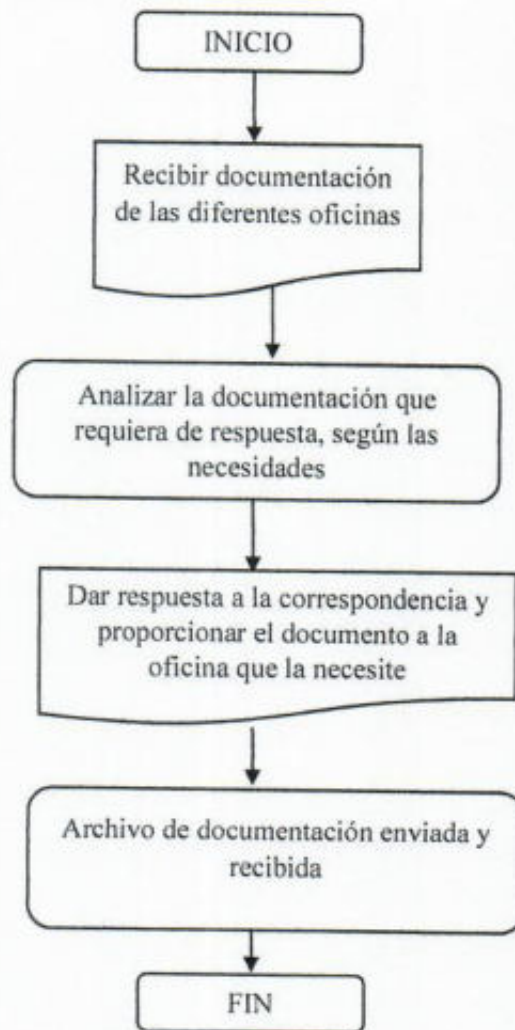 INICIO
Recibir documentación
de las diferentes oficinas
Analizar la documentación que
requiera de respuesta, según las
necesidades
Dar respuesta a la correspondencia y
proporcionar el documento a la
oficina que la necesite
Archivo de documentación enviada y
recibida
FIN